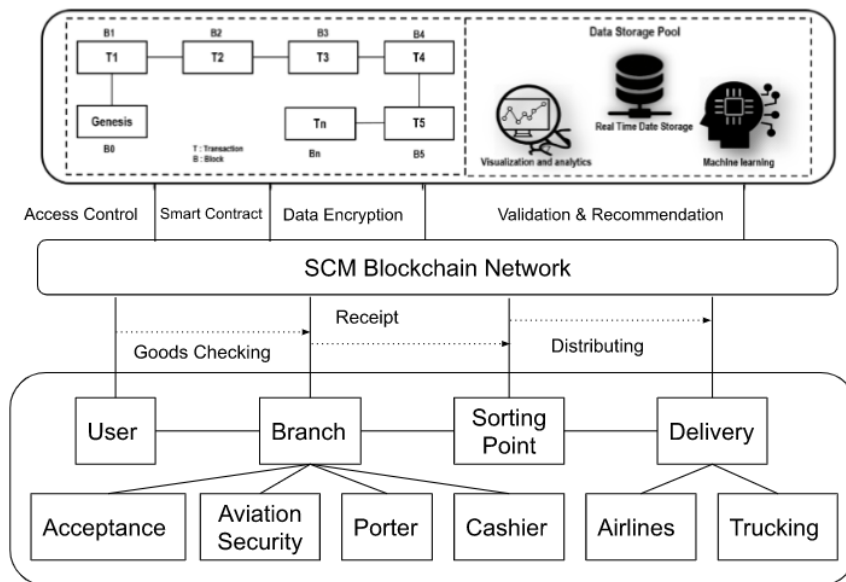 B1
B2
B3
B4
Data Storage Pool
T1
T2
T3
T4
Genesis
Tn
T5
Real Time Date Storage
B0
T : Transaction
B : Block
Bn
B5
Visualization and analytics
Machine learning
Access Control
Smart Contract
Data Encryption
Validation & Recommendation
SCM Blockchain Network
Receipt
Goods Checking
Distributing
User
Branch
Sorting
Point
Delivery
Acceptance
Aviation
Security
Porter
Cashier
Airlines
Trucking